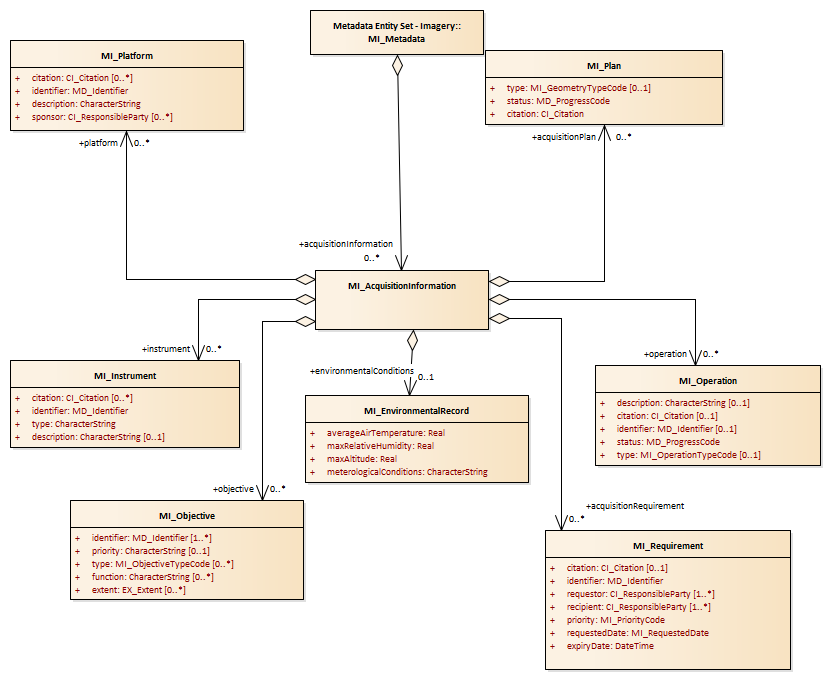 Metadata Entity Set - Imagery::
MI_Metadata
MI_Platform
+ citation: CI_Citation [0..*]
+ identifier: MD_Identifier
+ description: CharacterString
+ sponsor: CI_ResponsibleParty [0..*]
MI_Plan
+ type: MI_GeometryTypeCode [0..1]
+ status: MD_ProgressCode
+ citation: CI_Citation
+platform 0..*
+acquisitionPlan 0..*
+acquisitionInformation
0..*
MI_AcquisitionInformation
+instrument 0..*
+operation 0..*
+environmentalConditions
0..1
MI_Instrument
+ citation: CI_Citation [0..*]
+ identifier: MD_Identifier
+ type: CharacterString
+ description: CharacterString [0..1]
MI_EnvironmentalRecord
+ averageAirTemperature: Real
+ maxRelativeHumidity: Real
+ maxAltitude: Real
+ meterologicalConditions: CharacterString
MI_Operation
+ description: CharacterString [0..1]
+ citation: CI_Citation [0..1]
+ identifier: MD_Identifier [0..1]
+ status: MD_ProgressCode
+ type: MI_OperationTypeCode [0..1]
+objective 0..*
+acquisitionRequirement
0..*
MI_Objective
+ identifier: MD_Identifier [1..*]
+ priority: CharacterString [0..1]
+ type: MI_ObjectiveTypeCode [0..*]
+ function: CharacterString [0..*]
+ extent: EX_Extent [0..*]
MI_Requirement
+ citation: CI_Citation [0..1]
+ identifier: MD_Identifier
+ requestor: CI_ResponsibleParty [1..*]
+ recipient: CI_ResponsibleParty [1..*]
+ priority: MI_PriorityCode
+ requestedDate: MI_RequestedDate
+ expiryDate: DateTime